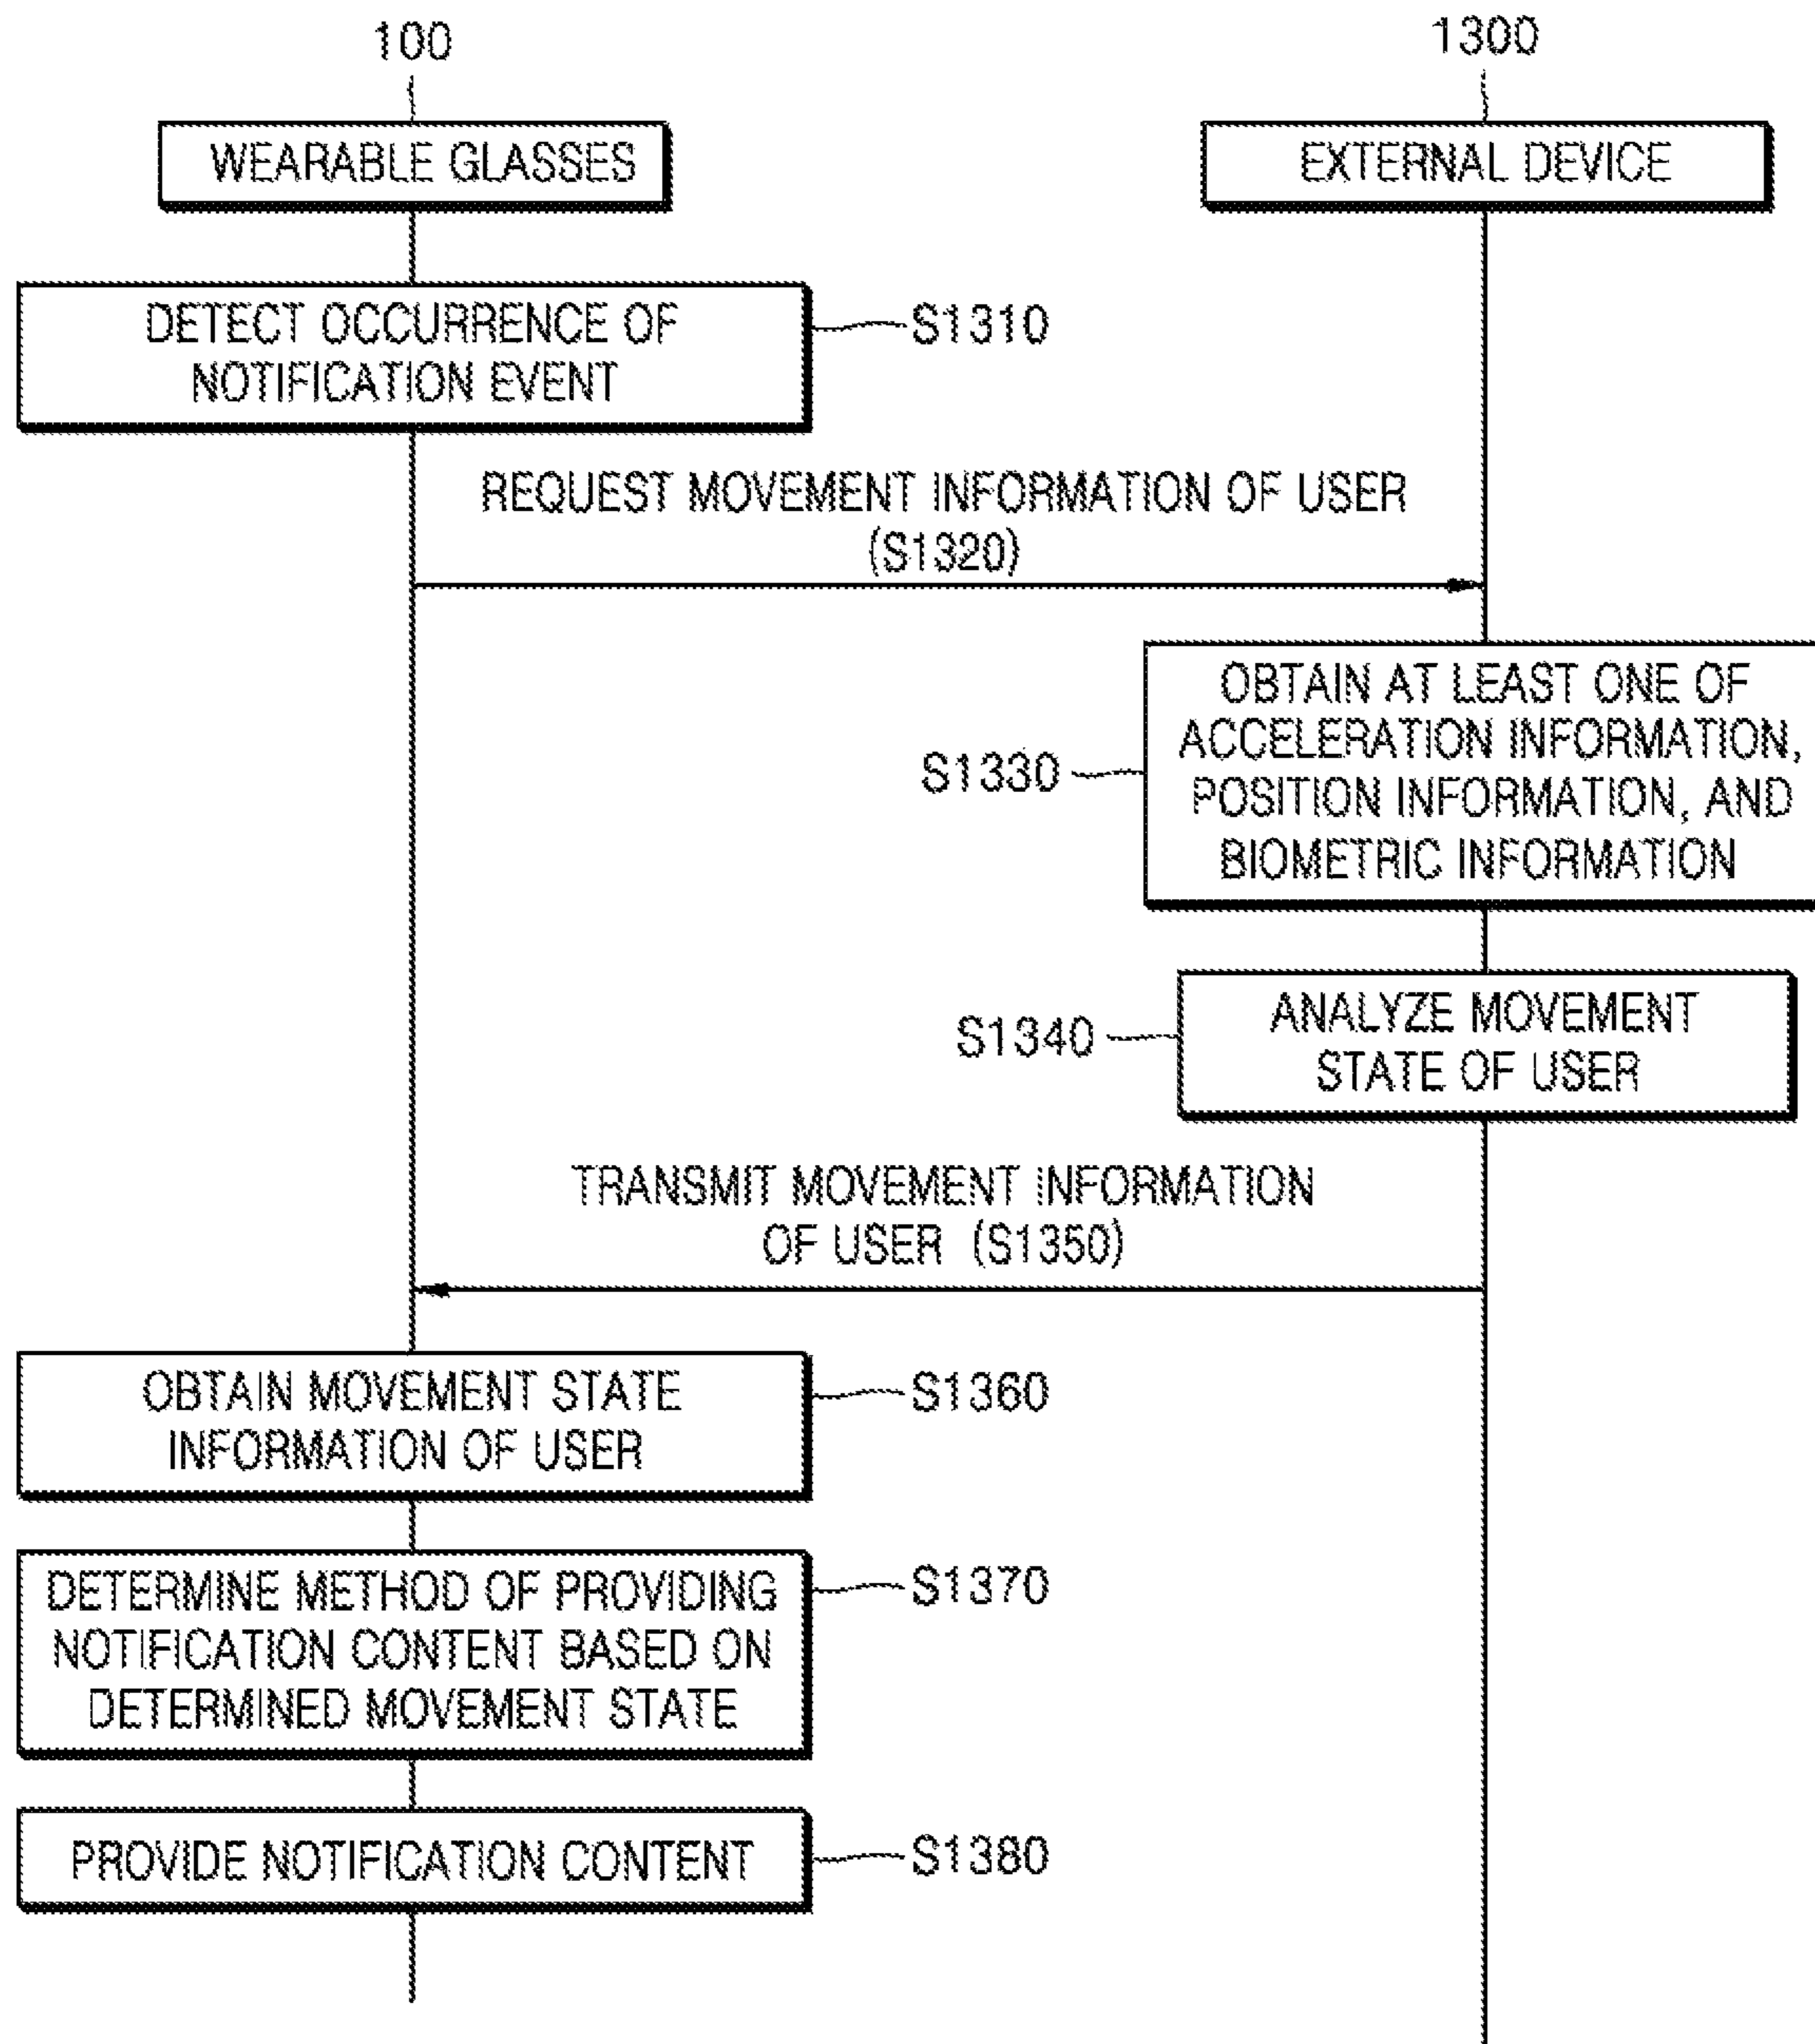 100
1300
WEARABLE GLASSES
EXTERNAL DEVICE
DETECT OCCURRENCE OF
NOTIFICATION EVENT
S1310
REQUEST MOVEMENT INFORMATION OF USER
(S1320)
OBTAIN AT LEAST ONE OF
ACCELERATION INFORMATION,
POSITION INFORMATION, AND
BIOMETRIC INFORMATION
S1330
ANALYZE MOVEMENT
STATE OF USER
S1340
TRANSMIT MOVEMENT INFORMATION
OF USER (S1350)
OBTAIN MOVEMENT STATE
INFORMATION OF USER
S1360
DETERMINE METHOD OF PROVIDING
NOTIFICATION CONTENT BASED ON
DETERMINED MOVEMENT STATE
S1370
PROVIDE NOTIFICATION CONTENT
S1380